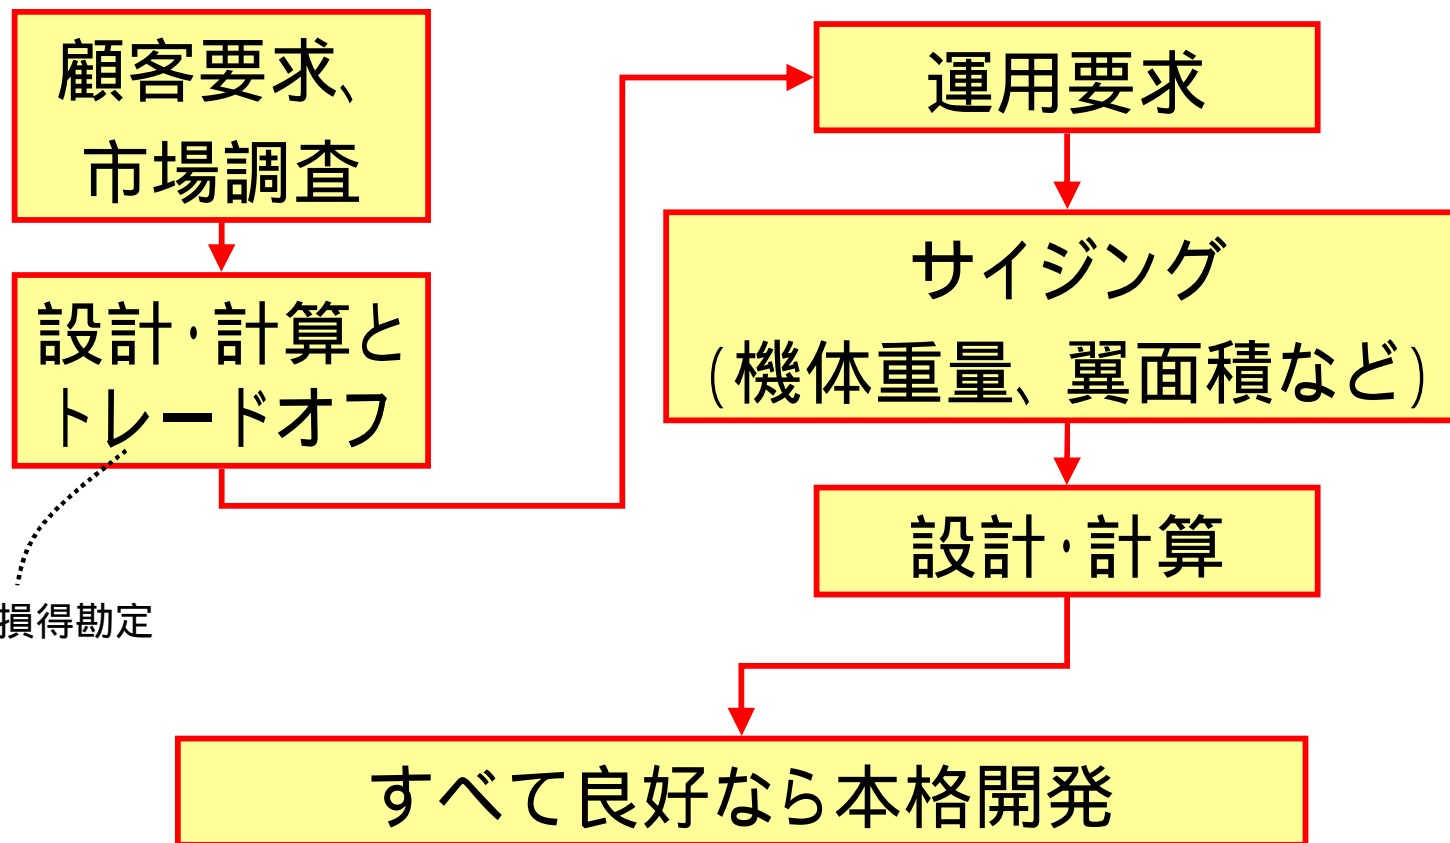 顧客要求、
市場調査
設計・計算と
トレードオフ
損得勘定
運用要求
サイジング
(機体重量、翼面積など)
設計・計算
すべて良好なら本格開発